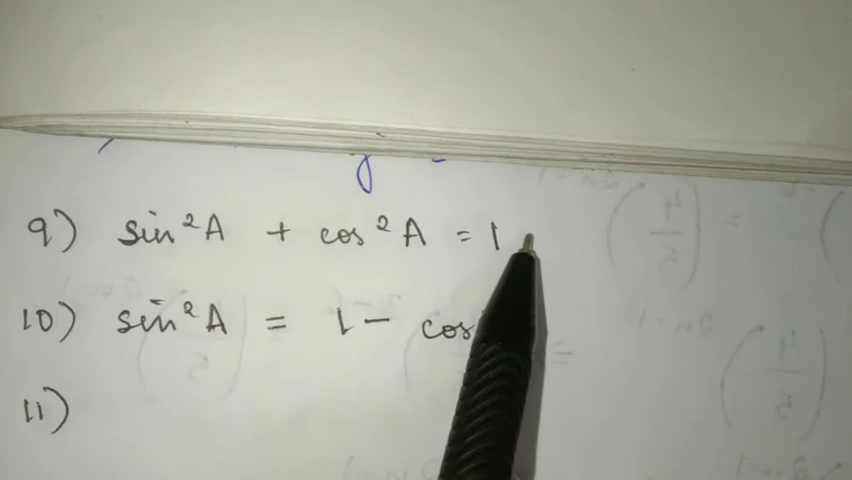 9) sin²A + cos²A = 1
10) sin²A = 1 - cos
11)